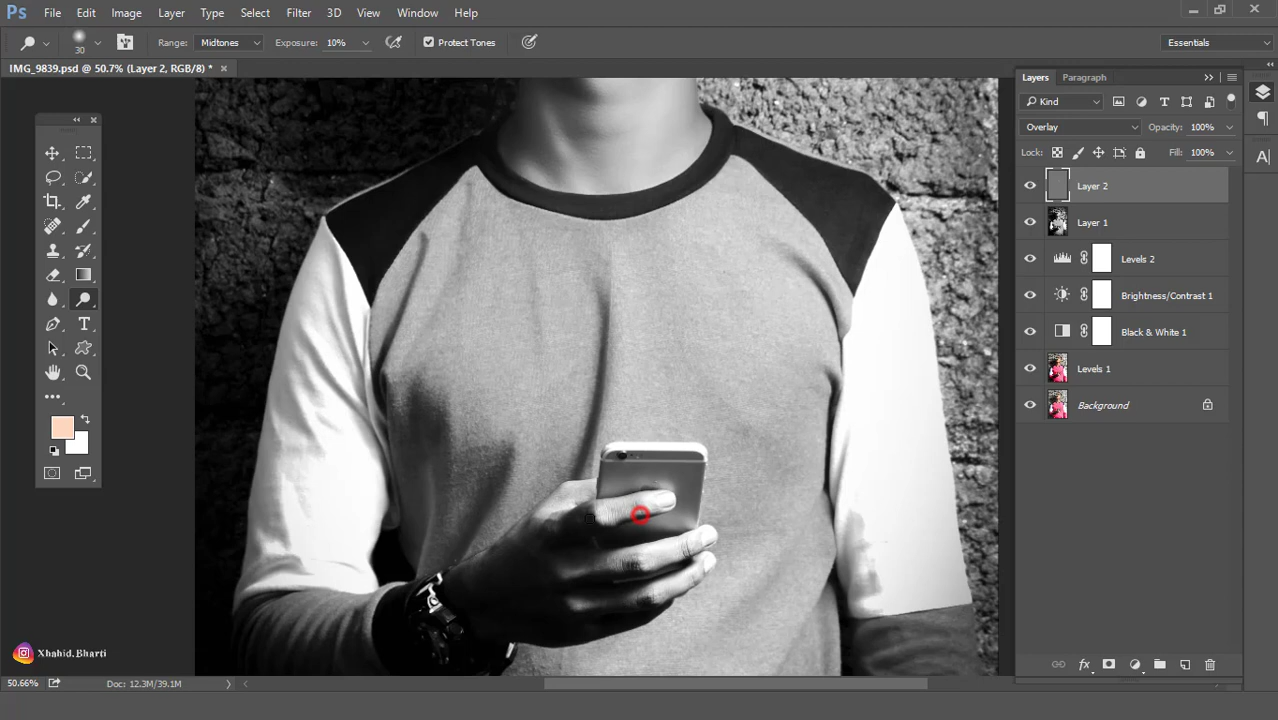 Ps File Edit Image Layer Type Select Filter 3D View Window Help
30 Range: Midtones Exposure: 10% Protect Tones Essentials
IMG_9839.psd @ 50.7% (Layer 2, RGB/8) *
Layers Paragraph
Kind
Overlay Opacity: 100%
Lock: Fill: 100%
Layer 2
Layer 1
Levels 2
Brightness/Contrast 1
Black & White 1
Levels 1
Background
Xhahid.Bharti
50.66% Doc: 12.3M/39.1M